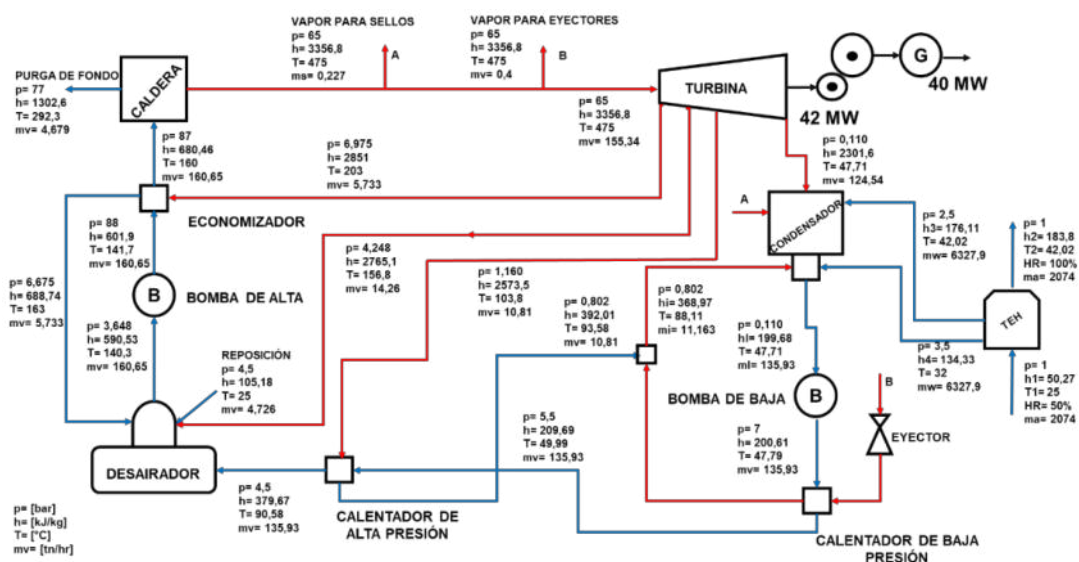 VAPOR PARA SELLOS
p= 65
h= 3356,8
T= 475
ms= 0,227
A
VAPOR PARA EYECTORES
p= 65
h= 3356,8
T= 475
mv= 0,4
B
PURGA DE FONDO
p= 77
h= 1302,6
T= 292,3
mv= 4,679
CALDERA
TURBINA
G
40 MW
42 MW
p= 65
h= 3356,8
T= 475
mv= 155,34
p= 87
h= 680,46
T= 160
mv= 160,65
p= 6,975
h= 2851
T= 203
mv= 5,733
p= 0,110
h= 2301,6
T= 47,71
mv= 124,54
A
CONDENSADOR
ECONOMIZADOR
p= 88
h= 601,9
T= 141,7
mv= 160,65
B
BOMBA DE ALTA
p= 4,248
h= 2765,1
T= 156,8
mv= 14,26
p= 1,160
h= 2573,5
T= 103,8
mv= 10,81
p= 2,5
h3= 176,11
T= 42,02
mw= 6327,9
p= 1
h2= 183,8
T2= 42,02
HR= 100%
ma= 2074
TEH
p= 6,675
h= 688,74
T= 163
mv= 5,733
p= 3,648
h= 590,53
T= 140,3
mv= 160,65
REPOSICIÓN
p= 4,5
h= 105,18
T= 25
mv= 4,726
p= 0,802
h= 392,01
T= 93,58
mv= 10,81
p= 0,802
hi= 368,97
T= 88,11
mi= 11,163
p= 0,110
hl= 199,68
T= 47,71
ml= 135,93
p= 3,5
h4= 134,33
T= 32
mw= 6327,9
p= 1
h1= 50,27
T1= 25
HR= 50%
ma= 2074
BOMBA DE BAJA
B
B
EYECTOR
p= 5,5
h= 209,69
T= 49,99
mv= 135,93
p= 7
h= 200,61
T= 47,79
mv= 135,93
DESAIRADOR
p= 4,5
h= 379,67
T= 90,58
mv= 135,93
CALENTADOR DE
ALTA PRESIÓN
CALENTADOR DE BAJA
PRESIÓN
p= [bar]
h= [kJ/kg]
T= [°C]
mv= [tn/hr]